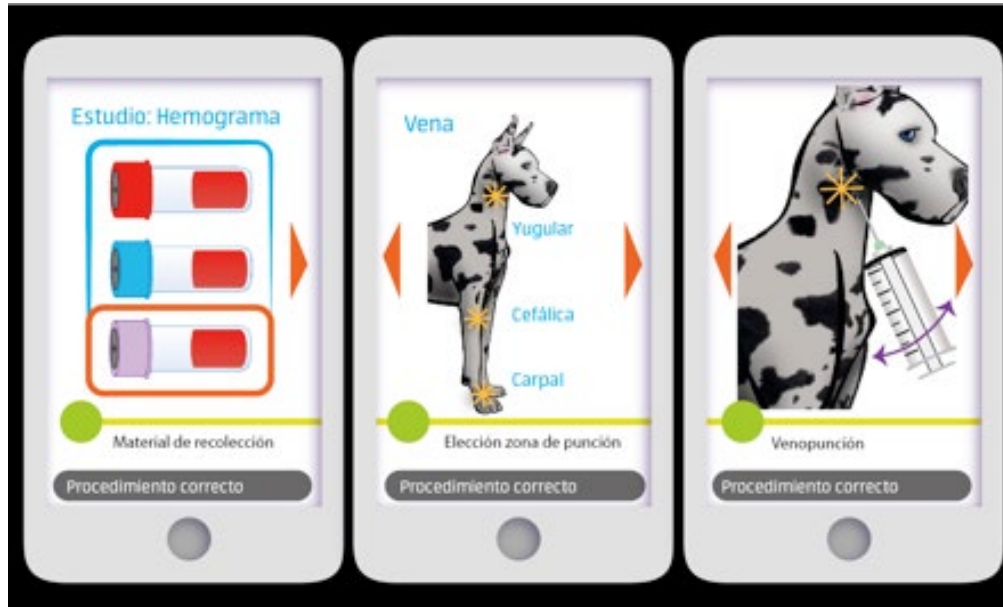 Estudio: Hemograma
Material de recolección
Procedimiento correcto
Vena
Yugular
Cefálica
Carpal
Elección zona de punción
Procedimiento correcto
Venopunción
Procedimiento correcto